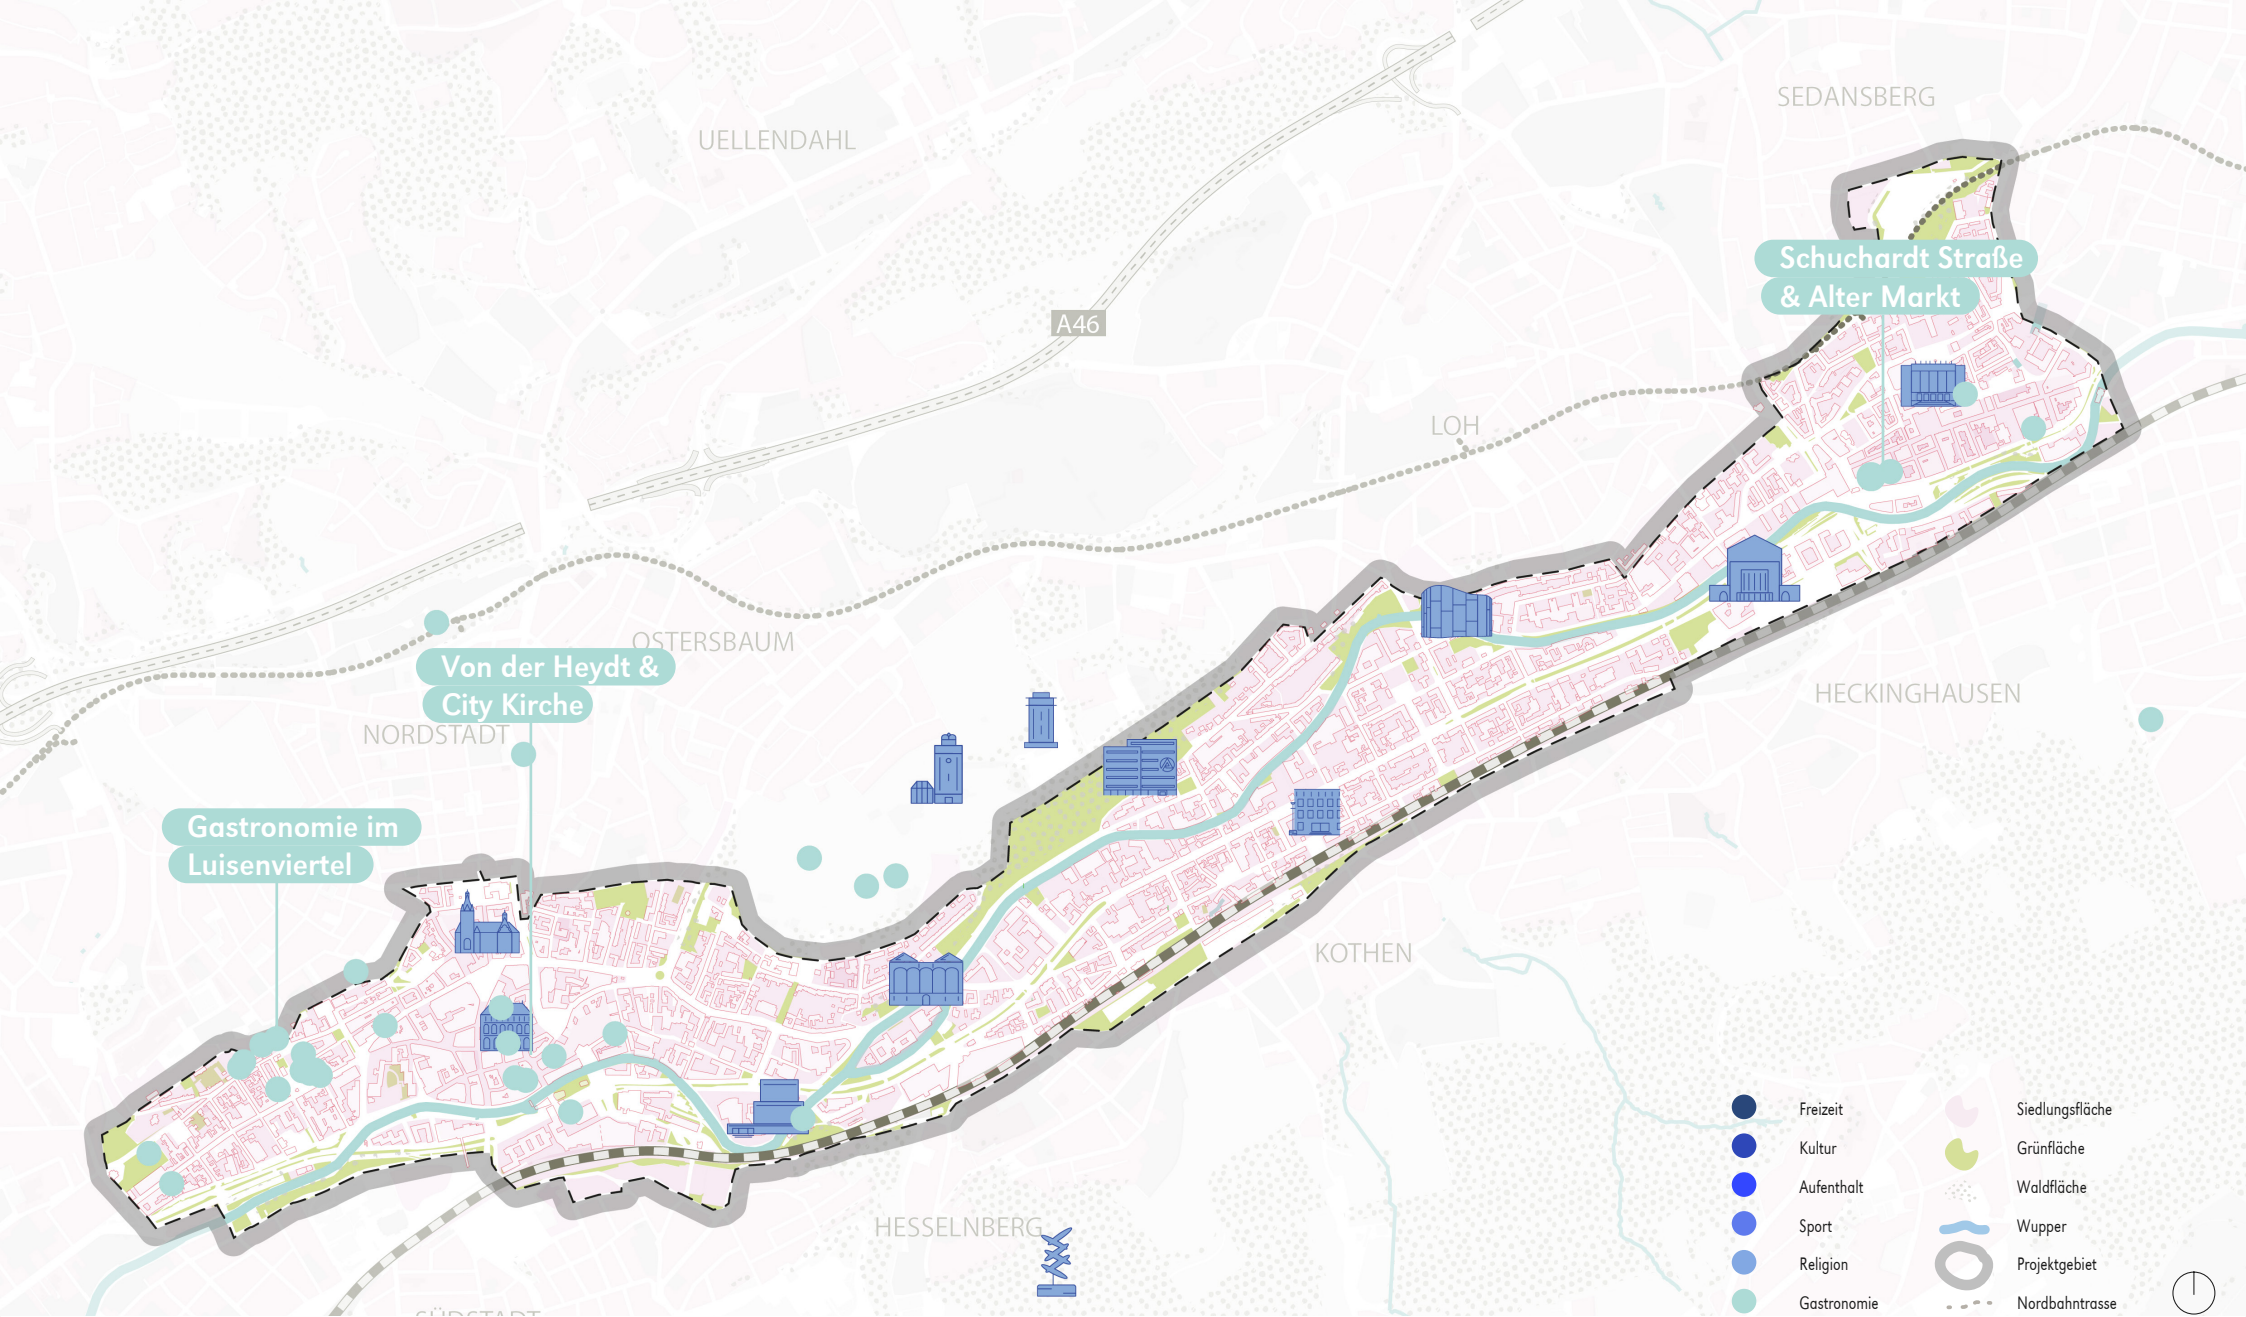 SEDANSBERG
UELLENDAHL
Schuchardt Straße
& Alter Markt
A46
LOH
OSTERSBAUM
Von der Heydt &
City Kirche
HECKINGHAUSEN
NORDSTADT
Gastronomie im
Luisenviertel
KOTHEN
HESSELNBERG
SÜDSTADT
Freizeit
Kultur
Aufenthalt
Sport
Religion
Gastronomie
Siedlungsfläche
Grünfläche
Waldfläche
Wupper
Projektgebiet
Nordbahntrasse